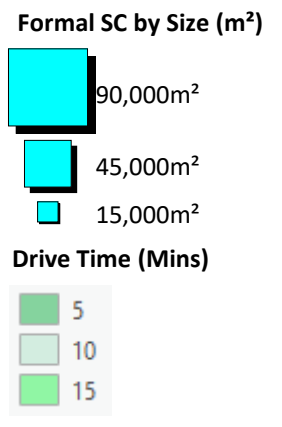 Formal SC by Size (m²)
90,000m²
45,000m²
15,000m²
Drive Time (Mins)
5
10
15